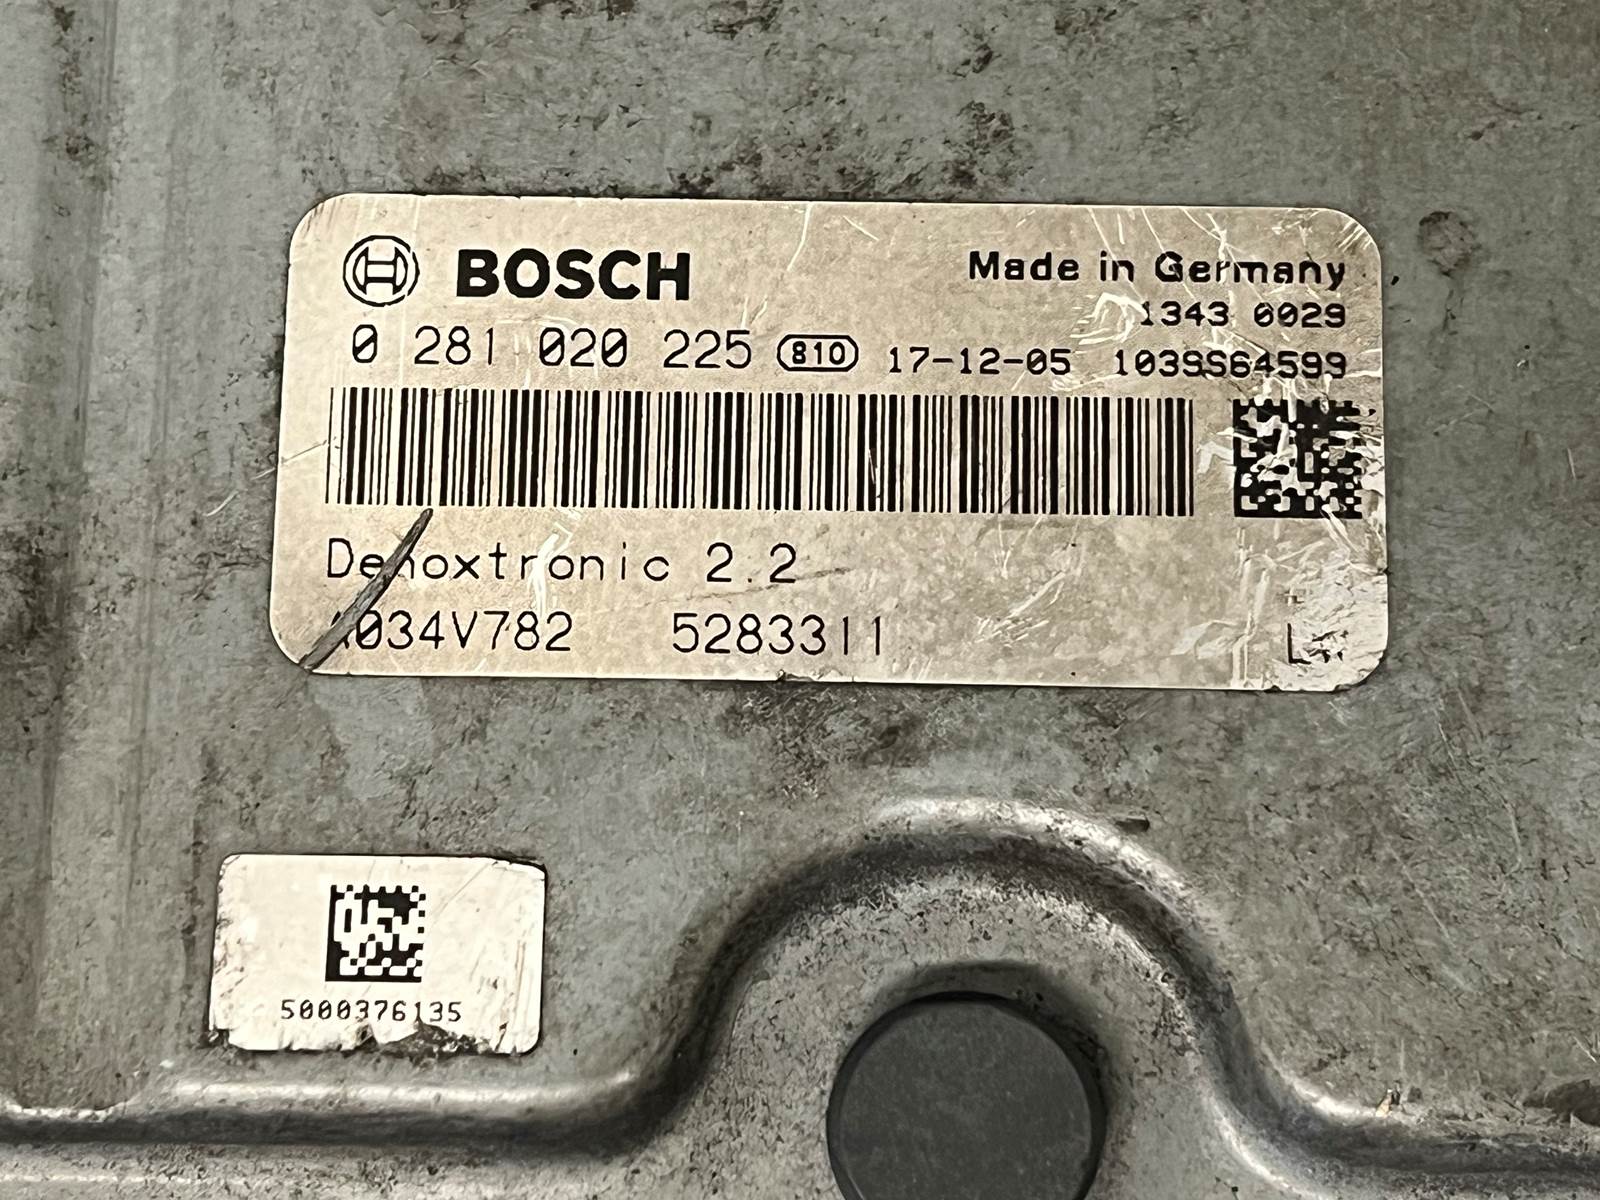 BOSCH Made in Germany
1343 0029
0 281 020 225 810 17-12-05 1039S64599
Denoxtronic 2.2
A034V782 5283311
5000376135